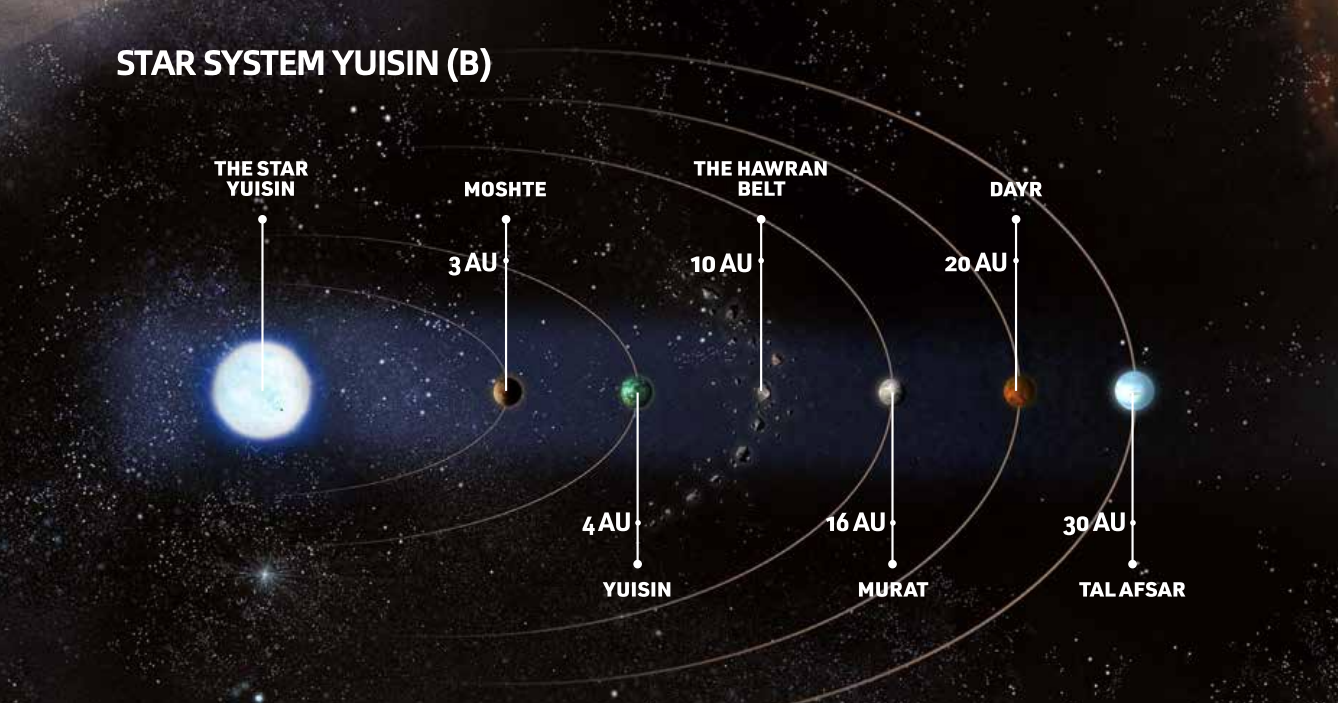 STAR SYSTEM YUISIN (B)
THE STAR
YUISIN
MOSHTE
THE HAWRAN
BELT
DAYR
3 AU
10 AU
20 AU
4 AU
16 AU
30 AU
YUISIN
MURAT
TAL AFSAR